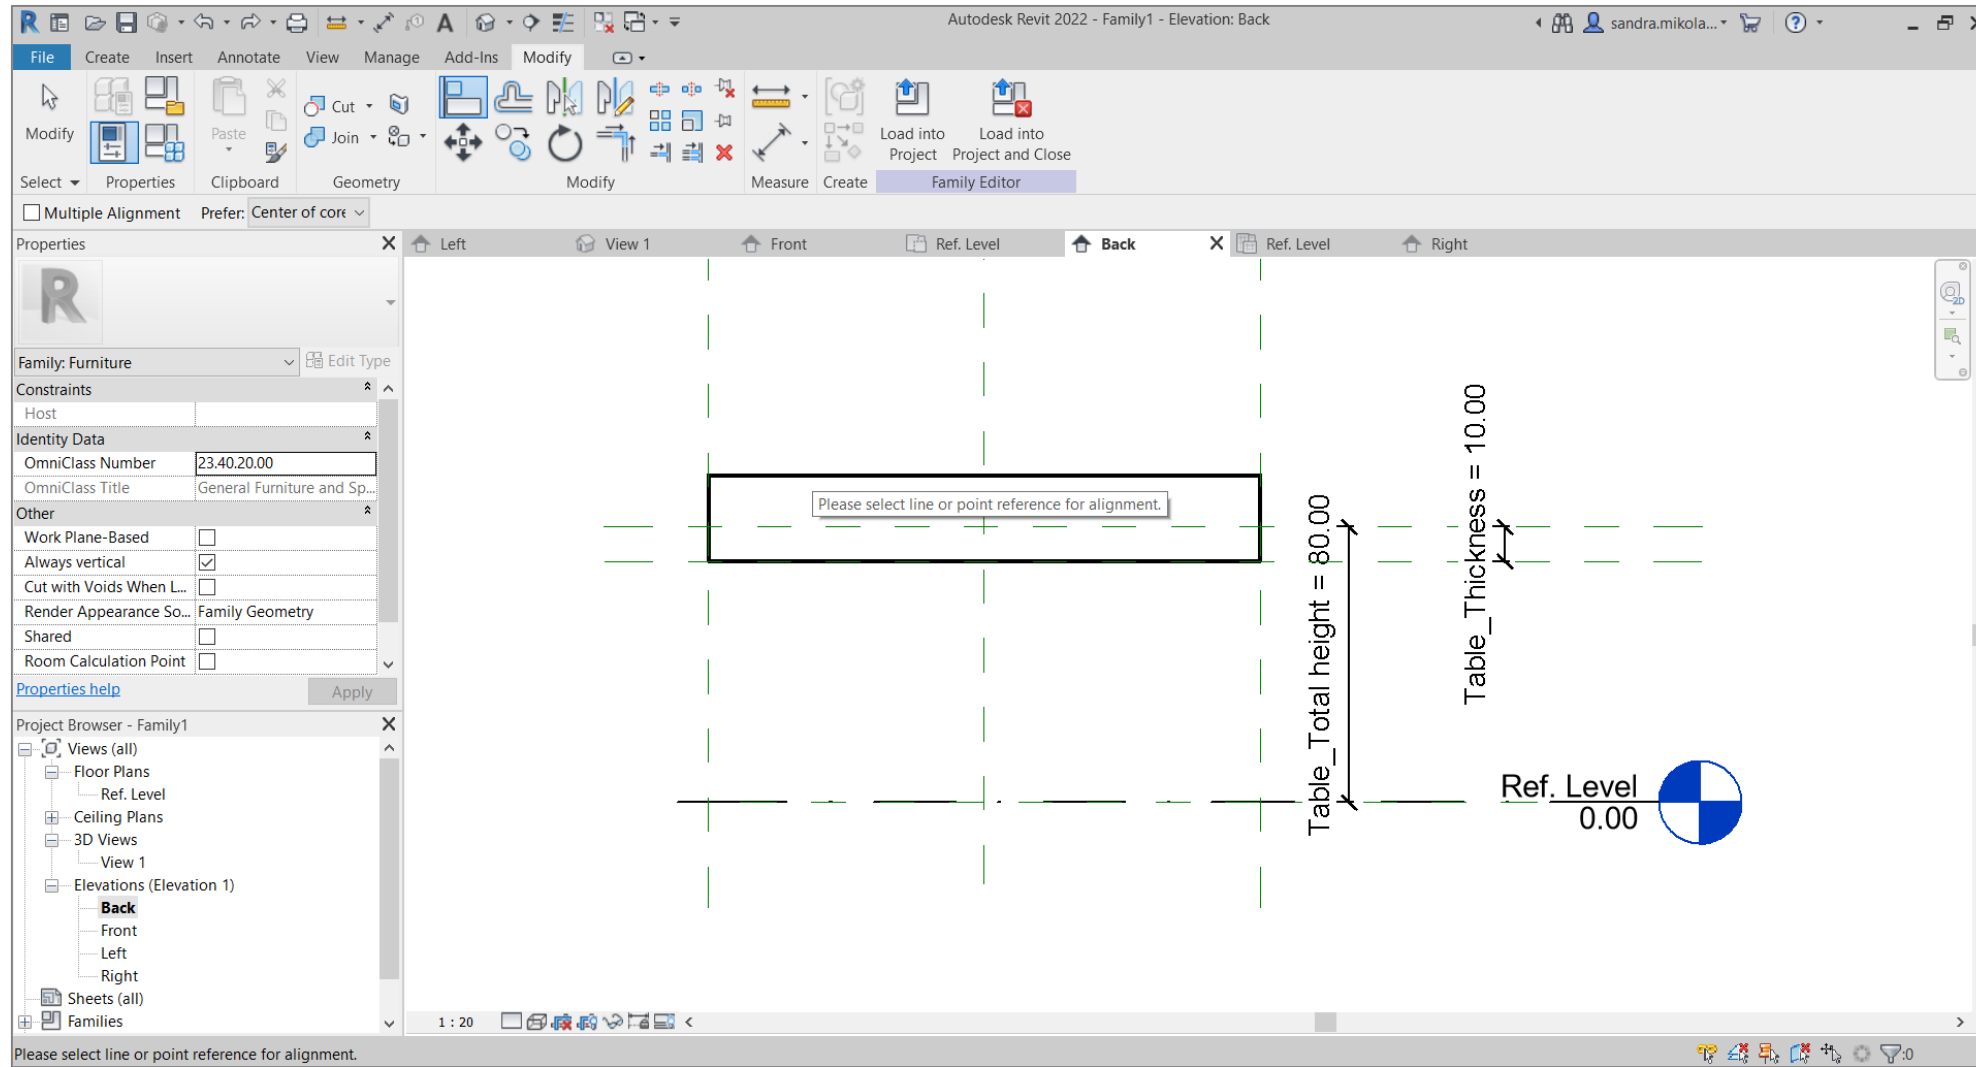 Autodesk Revit 2022 - Family1 - Elevation: Back
sandra.mikola...
File Create Insert Annotate View Manage Add-Ins Modify
Modify Paste Cut Join Load into Project Load into Project and Close
Select Properties Clipboard Geometry Modify Measure Create Family Editor
Multiple Alignment Prefer: Center of core
Properties
Left View 1 Front Ref. Level Back Ref. Level Right
2D
R
Family: Furniture Edit Type
Constraints
Host
Identity Data
OmniClass Number 23.40.20.00
OmniClass Title General Furniture and Sp...
Other
Work Plane-Based
Always vertical
Cut with Voids When L...
Render Appearance So... Family Geometry
Shared
Room Calculation Point
Properties help Apply
Please select line or point reference for alignment.
Table_Total height = 80.00
Table_Thickness = 10.00
Ref. Level
0.00
Project Browser - Family1
Views (all)
Floor Plans
Ref. Level
Ceiling Plans
3D Views
View 1
Elevations (Elevation 1)
Back
Front
Left
Right
Sheets (all)
Families
1 : 20
Please select line or point reference for alignment.
:0